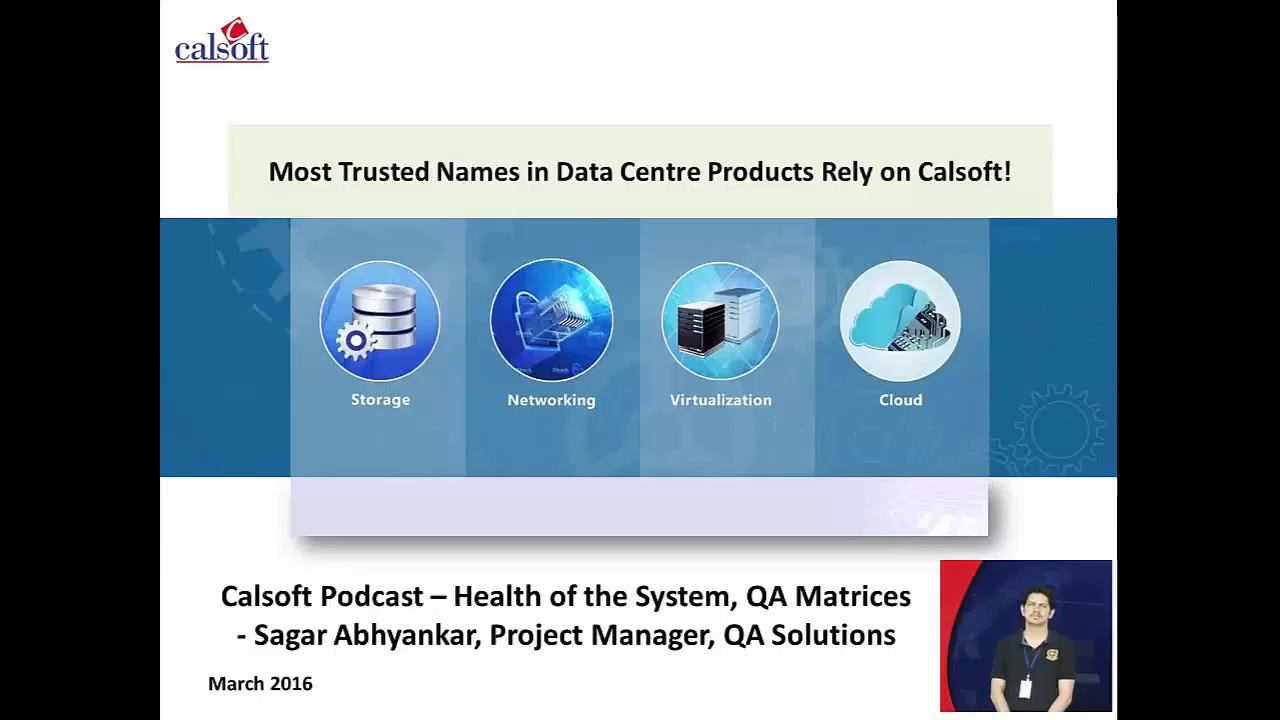 calsoft
Most Trusted Names in Data Centre Products Rely on Calsoft!
Storage
Networking
Virtualization
Cloud
Calsoft Podcast – Health of the System, QA Matrices
- Sagar Abhyankar, Project Manager, QA Solutions
March 2016